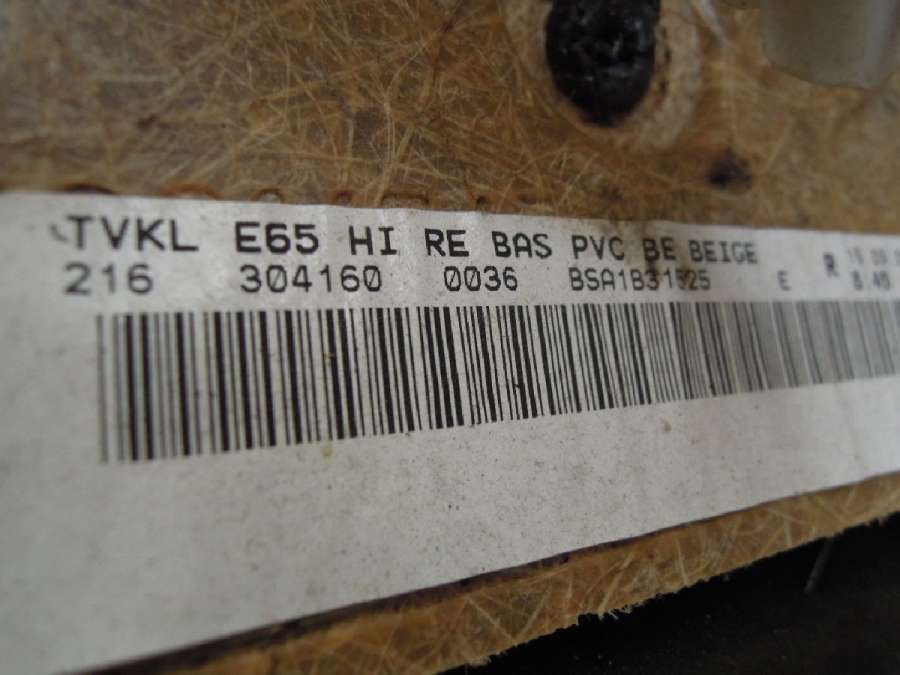 TVKL E65 HI RE BAS PVC BE BEIGE
216 304160 0036 BSA1B31525 E R